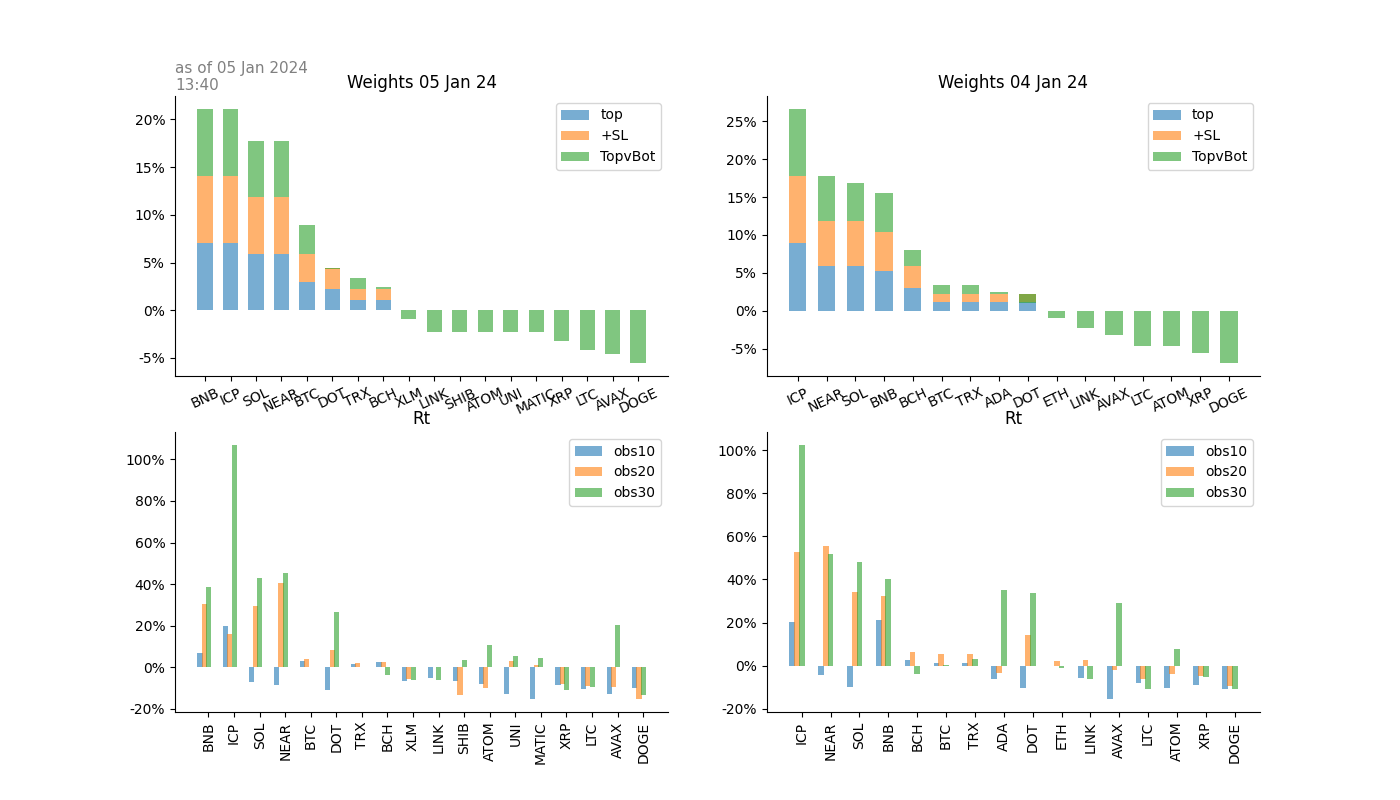 as of 05 Jan 2024
13:40
Weights 05 Jan 24
20%
15%
10%
5%
0%
-5%
top
+SL
TopvBot
BNB ICP SOL NEAR BTC DOT TRX BCH XLM LINK SHIB ATOM UNI MATIC XRP LTC AVAX DOGE
Weights 04 Jan 24
25%
20%
15%
10%
5%
0%
-5%
top
+SL
TopvBot
ICP NEAR SOL BNB BCH BTC TRX ADA DOT ETH LINK AVAX LTC ATOM XRP DOGE
Rt
100%
80%
60%
40%
20%
0%
-20%
obs10
obs20
obs30
BNB ICP SOL NEAR BTC DOT TRX BCH XLM LINK SHIB ATOM UNI MATIC XRP LTC AVAX DOGE
Rt
100%
80%
60%
40%
20%
0%
-20%
obs10
obs20
obs30
ICP NEAR SOL BNB BCH BTC TRX ADA DOT ETH LINK AVAX LTC ATOM XRP DOGE